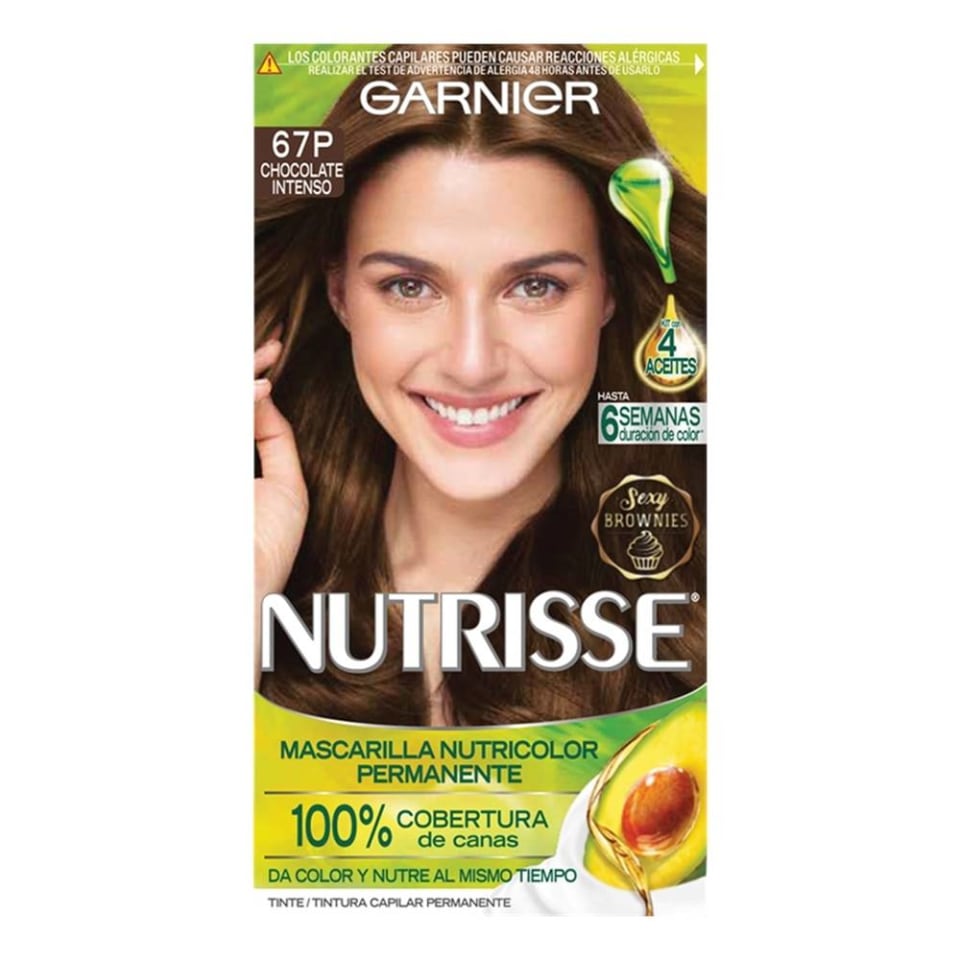 LOS COLORANTES CAPILARES PUEDEN CAUSAR REACCIONES ALÉRGICAS
REALIZAR EL TEST DE ADVERTENCIA DE ALERGIA 48 HORAS ANTES DE USARLO
GARNIER
67P
CHOCOLATE
INTENSO
KIT con
4
ACEITES
HASTA
6 SEMANAS
duración de color**
Sexy
BROWNIES
NUTRISSE®
MASCARILLA NUTRICOLOR
PERMANENTE
100% COBERTURA
de canas
DA COLOR Y NUTRE AL MISMO TIEMPO
TINTE / TINTURA CAPILAR PERMANENTE